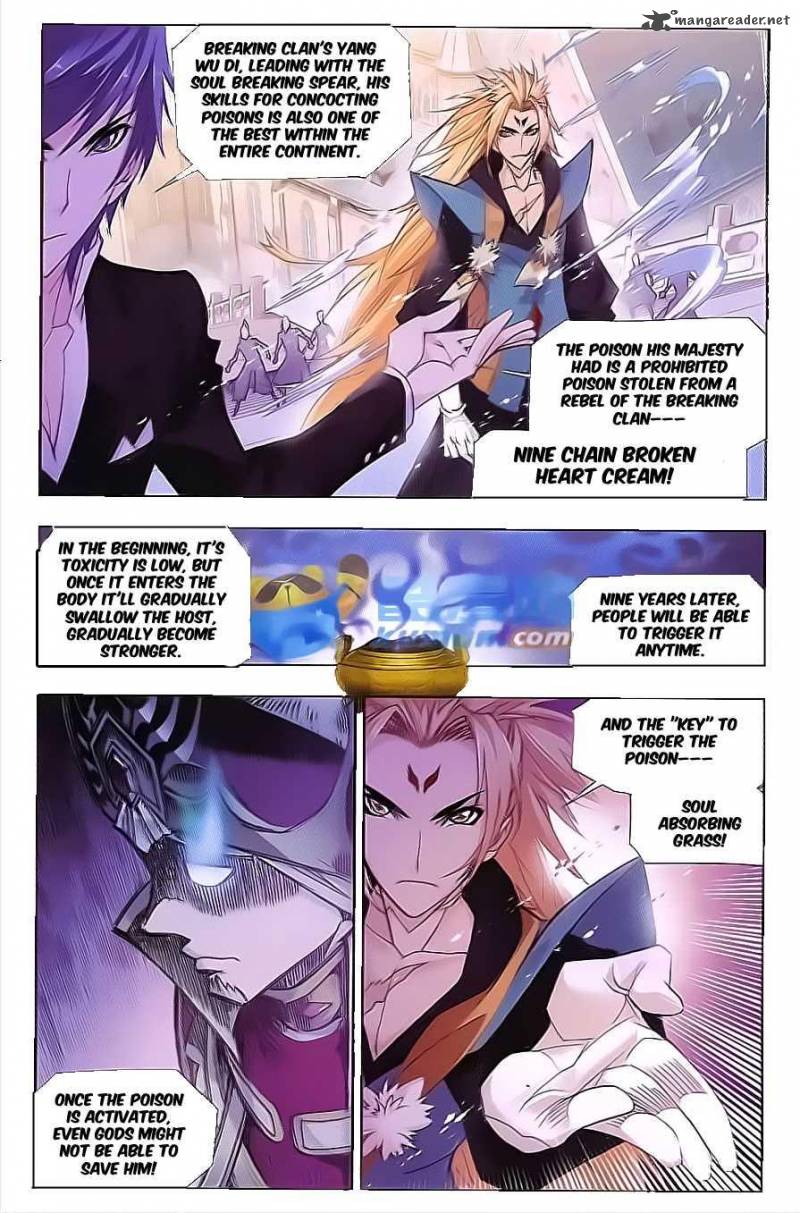 mangareader.net
BREAKING CLAN'S YANG
WU DI, LEADING WITH THE
SOUL BREAKING SPEAR, HIS
SKILLS FOR CONCOCTING
POISONS IS ALSO ONE OF
THE BEST WITHIN THE
ENTIRE CONTINENT.
THE POISON HIS MAJESTY
HAD IS A PROHIBITED
POISON STOLEN FROM A
REBEL OF THE BREAKING
CLAN---
NINE CHAIN BROKEN
HEART CREAM!
IN THE BEGINNING, IT'S
TOXICITY IS LOW, BUT
ONCE IT ENTERS THE
BODY IT'LL GRADUALLY
SWALLOW THE HOST,
GRADUALLY BECOME
STRONGER.
.com
NINE YEARS LATER,
PEOPLE WILL BE ABLE
TO TRIGGER IT
ANYTIME.
AND THE "KEY" TO
TRIGGER THE
POISON---
SOUL
ABSORBING
GRASS!
ONCE THE POISON
IS ACTIVATED,
EVEN GODS MIGHT
NOT BE ABLE TO
SAVE HIM!